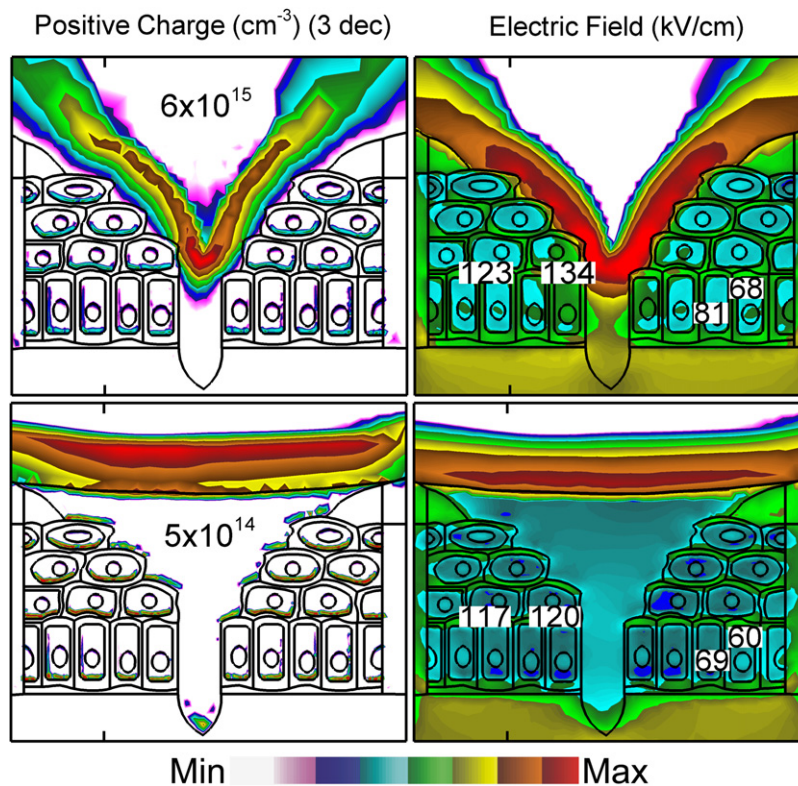 Positive Charge (cm⁻³) (3 dec)
Electric Field (kV/cm)
6x10¹⁵
123
134
68
81
5x10¹⁴
117
120
60
69
Min
Max